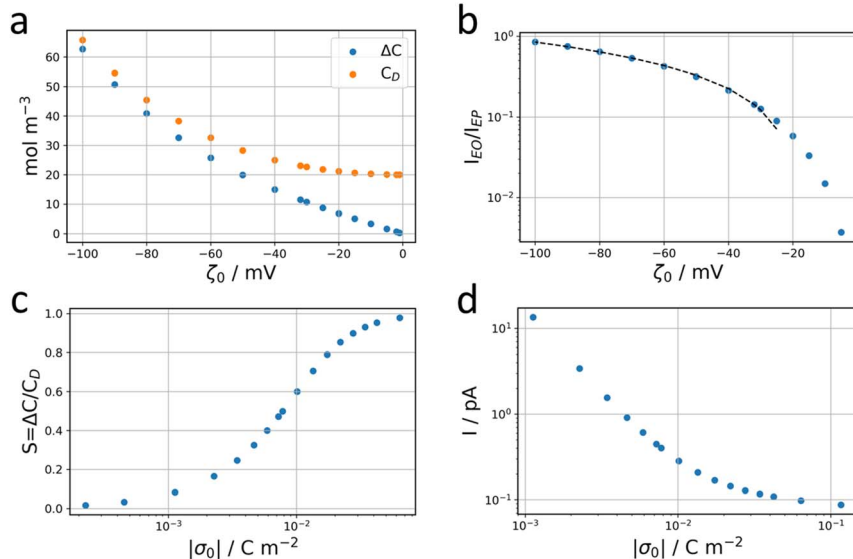 a
mol m⁻³
60
50
40
30
20
10
0
ΔC
C_D
−100
−80
−60
−40
−20
0
ζ₀ / mV
b
I_EO/I_EP
10⁰
10⁻¹
10⁻²
−100
−80
−60
−40
−20
ζ₀ / mV
c
S=ΔC/C_D
1.0
0.8
0.6
0.4
0.2
0.0
10⁻³
10⁻²
|σ₀| / C m⁻²
d
I / pA
10¹
10⁰
10⁻¹
10⁻³
10⁻²
10⁻¹
|σ₀| / C m⁻²